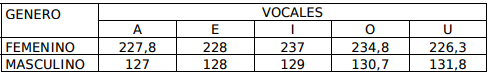 GENERO VOCALES
A E I O U
FEMENINO 227,8 228 237 234,8 226,3
MASCULINO 127 128 129 130,7 131,8